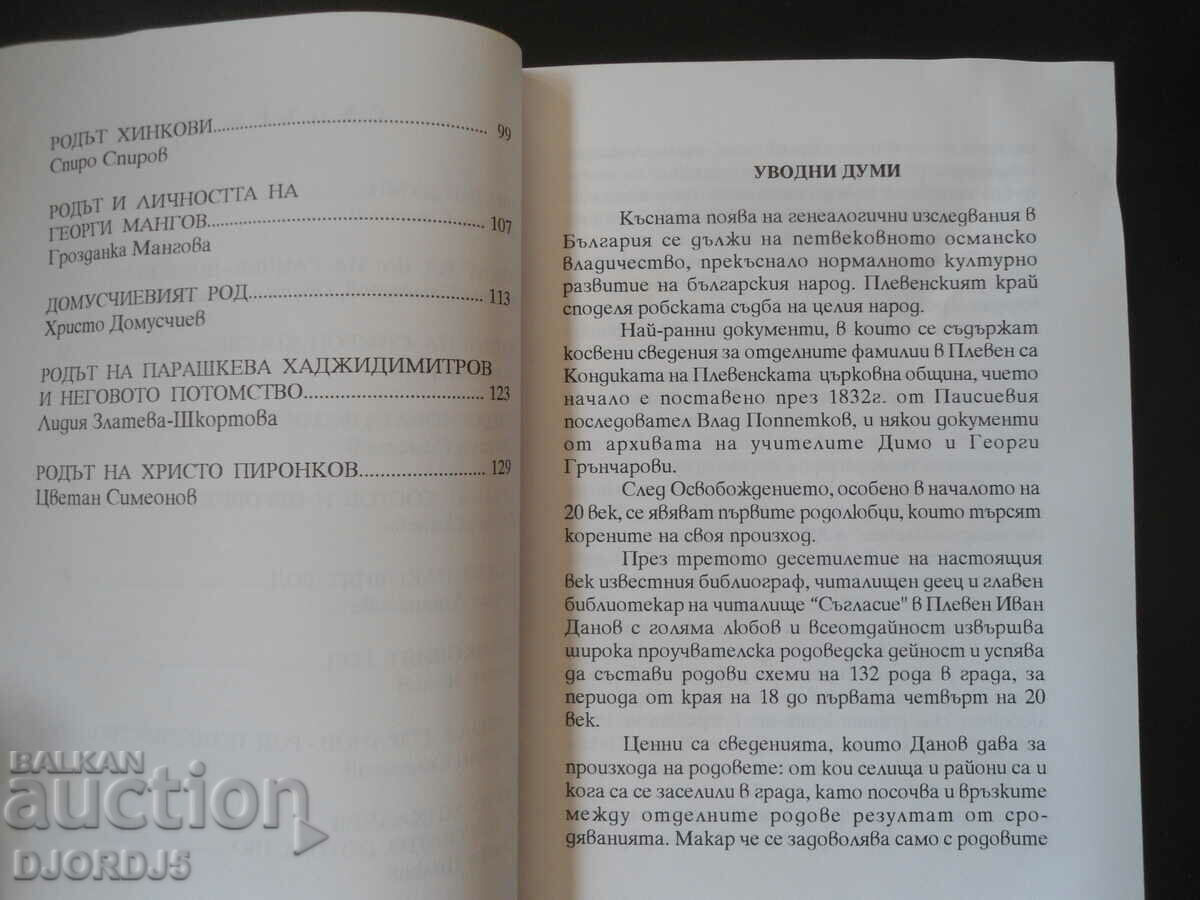 РОДЪТ ХИНКОВИ.......................................... 99
Спиро Спиров
РОДЪТ И ЛИЧНОСТТА НА
ГЕОРГИ МАНГОВ.......................................... 107
Грозданка Мангова
ДОМУСЧИЕВИЯТ РОД.................................... 113
Христо Домусчиев
РОДЪТ НА ПАРАШКЕВА ХАДЖИДИМИТРОВ
И НЕГОВОТО ПОТОМСТВО........................... 123
Лидия Златева-Шкортова
РОДЪТ НА ХРИСТО ПИРОНКОВ.................. 129
Цветан Симеонов
УВОДНИ ДУМИ
Късната поява на генеалогични изследвания в
България се дължи на петвековното османско
владичество, прекъснало нормалното културно
развитие на българския народ. Плевенският край
споделя робската съдба на целия народ.
Най-ранни документи, в които се съдържат
косвени сведения за отделните фамилии в Плевен са
Кондиката на Плевенската църковна община, чието
начало е поставено през 1832г. от Паисиевия
последовател Влад Поппетков, и някои документи
от архивата на учителите Димо и Георги
Грънчарови.
След Освобождението, особено в началото на
20 век, се явяват първите родолюбци, които търсят
корените на своя произход.
През третото десетилетие на настоящия
век известния библиограф, читалищен деец и главен
библиотекар на читалище "Съгласие" в Плевен Иван
Данов с голяма любов и всеотдайност извършва
широка проучвателска родоведска дейност и успява
да състави родови схеми на 132 рода в града, за
периода от края на 18 до първата четвърт на 20
век.
Ценни са сведенията, които Данов дава за
произхода на родовете: от кои селища и райони са и
кога са се заселили в града, като посочва и връзките
между отделните родове резултат от сро-
дяванията. Макар че се задоволява само с родовите
BALKAN
auction
DJORDJ5